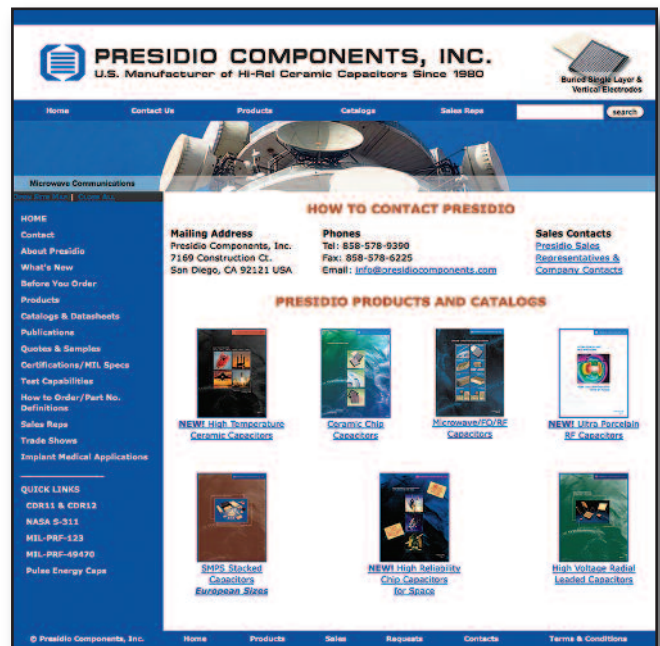 PRESIDIO COMPONENTS, INC.
U.S. Manufacturer of Hi-Rel Ceramic Capacitors Since 1980
Buried Single Layer &
Vertical Electrodes
Home Contact Us Products Catalogs Sales Reps search
Microwave Communications
Open Site Map | Close All
HOME
Contact
About Presidio
What's New
Before You Order
Products
Catalogs & Datasheets
Publications
Quotes & Samples
Certifications/MIL Specs
Test Capabilities
How to Order/Part No.
Definitions
Sales Reps
Trade Shows
Implant Medical Applications
QUICK LINKS
CDR11 & CDR12
NASA S-311
MIL-PRF-123
MIL-PRF-49470
Pulse Energy Caps
HOW TO CONTACT PRESIDIO
Mailing Address
Presidio Components, Inc.
7169 Construction Ct.
San Diego, CA 92121 USA
Phones
Tel: 858-578-9390
Fax: 858-578-6225
Email: info@presidiocomponents.com
Sales Contacts
Presidio Sales
Representatives &
Company Contacts
PRESIDIO PRODUCTS AND CATALOGS
NEW! High Temperature
Ceramic Capacitors
Ceramic Chip
Capacitors
Microwave/FO/RF
Capacitors
NEW! Ultra Porcelain
RF Capacitors
SMPS Stacked
Capacitors
European Sizes
NEW! High Reliability
Chip Capacitors
for Space
High Voltage Radial
Leaded Capacitors
© Presidio Components, Inc. Home Products Sales Requests Contacts Terms & Conditions